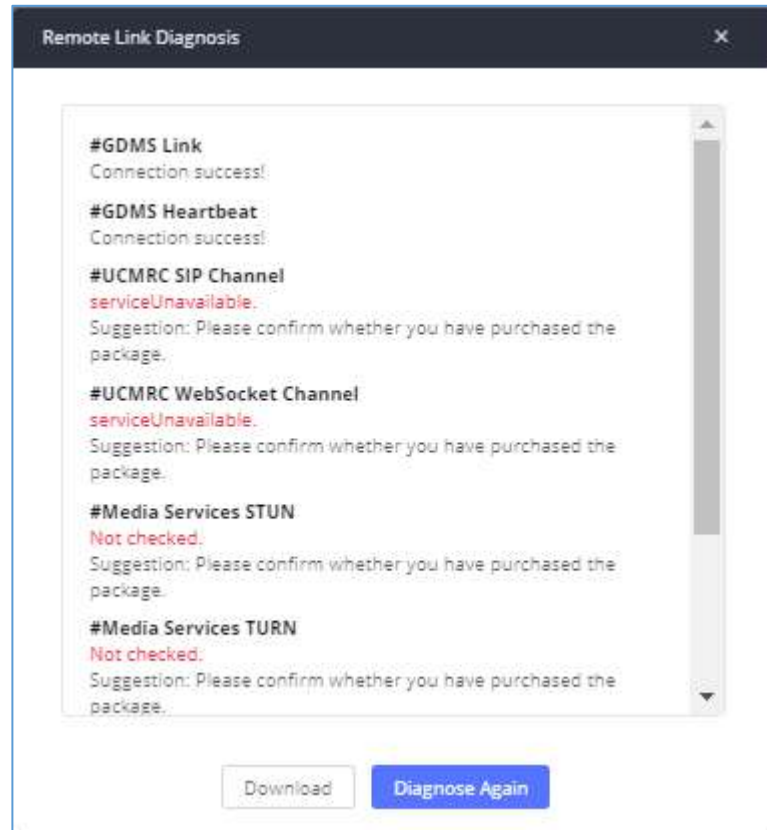 Remote Link Diagnosis ×
#GDMS Link
Connection success!
#GDMS Heartbeat
Connection success!
#UCMRC SIP Channel
serviceUnavailable.
Suggestion: Please confirm whether you have purchased the
package.
#UCMRC WebSocket Channel
serviceUnavailable.
Suggestion: Please confirm whether you have purchased the
package.
#Media Services STUN
Not checked.
Suggestion: Please confirm whether you have purchased the
package.
#Media Services TURN
Not checked.
Suggestion: Please confirm whether you have purchased the
package.
Download Diagnose Again